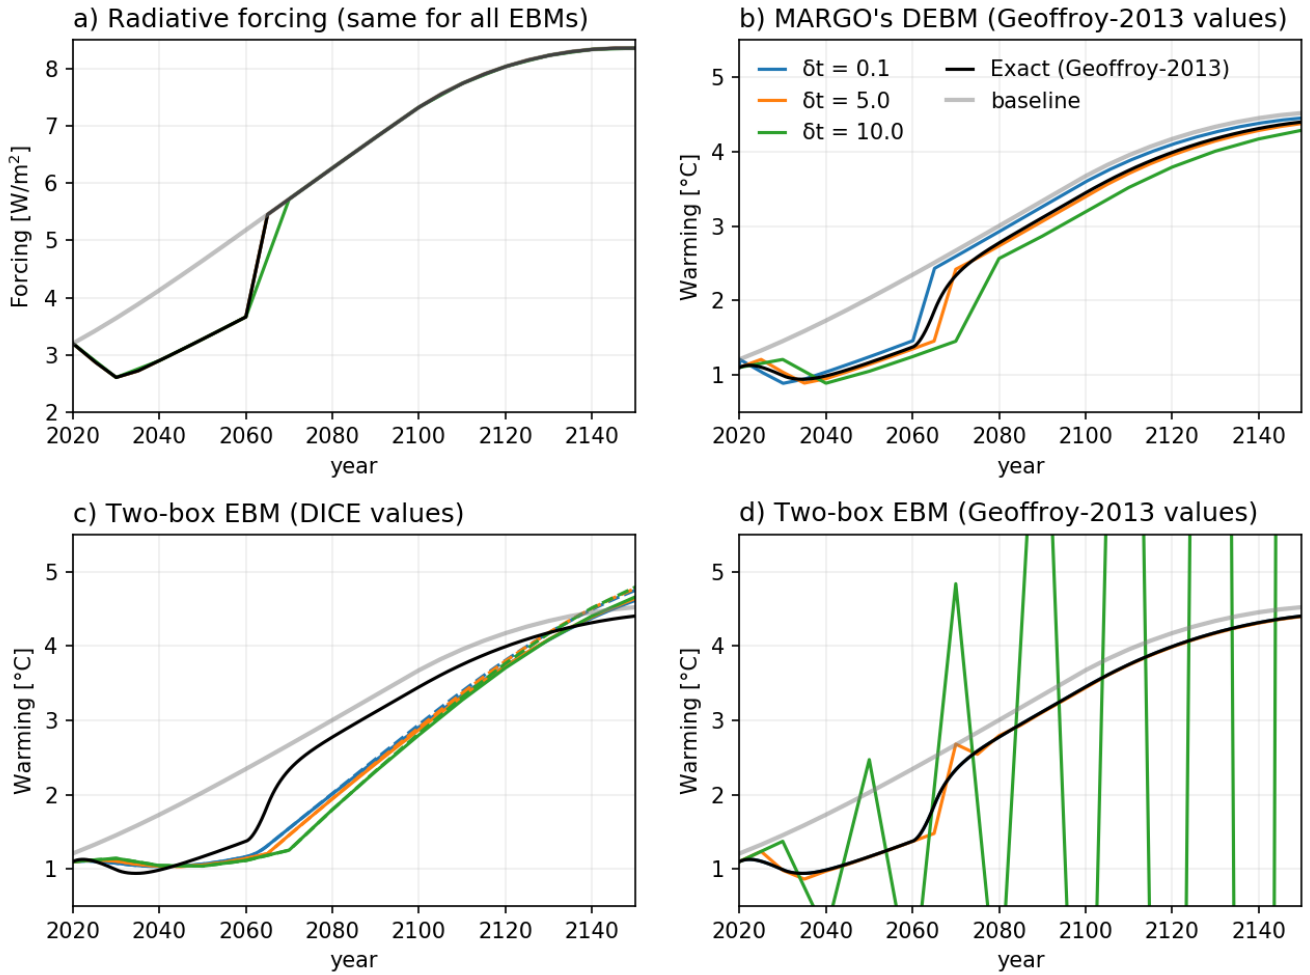 a) Radiative forcing (same for all EBMs)
8
7
6
5
4
3
2
Forcing [W/m²]
2020 2040 2060 2080 2100 2120 2140
year
b) MARGO's DEBM (Geoffroy-2013 values)
δt = 0.1
δt = 5.0
δt = 10.0
Exact (Geoffroy-2013)
baseline
5
4
3
2
1
Warming [°C]
2020 2040 2060 2080 2100 2120 2140
year
c) Two-box EBM (DICE values)
5
4
3
2
1
Warming [°C]
2020 2040 2060 2080 2100 2120 2140
year
d) Two-box EBM (Geoffroy-2013 values)
5
4
3
2
1
Warming [°C]
2020 2040 2060 2080 2100 2120 2140
year